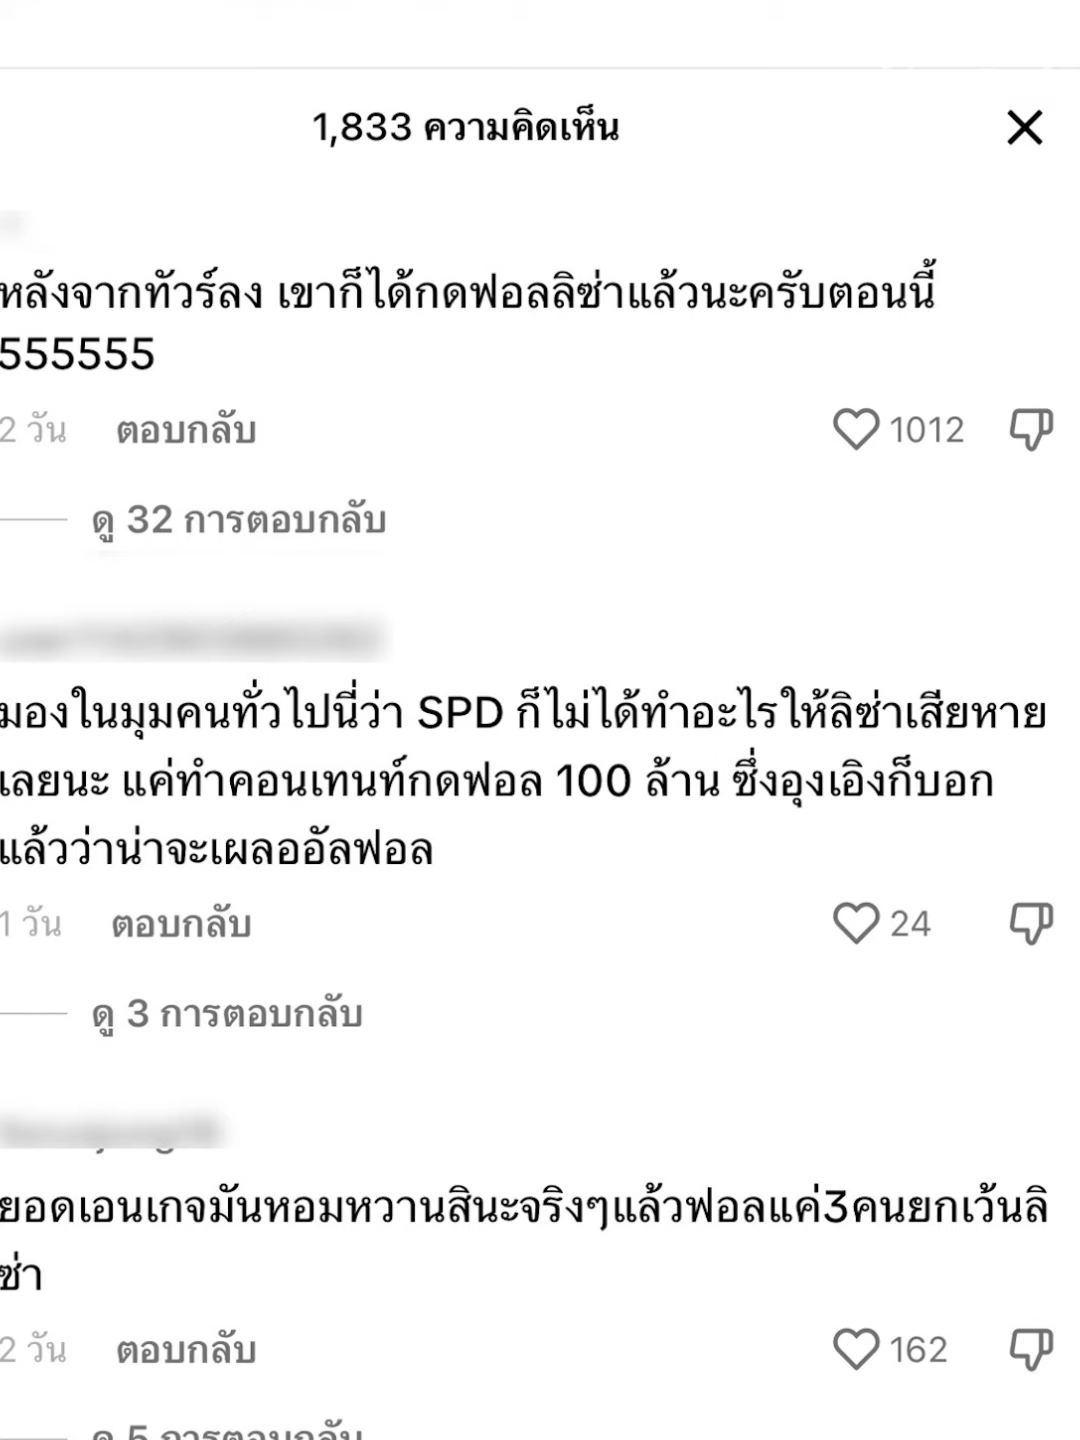 1,833 ความคิดเห็น
หลังจากทัวร์ลง เขาก็ได้กดฟอลลิซ่าแล้วนะครับตอนนี้
555555
2 วัน ตอบกลับ 1012
ดู 32 การตอบกลับ
มองในมุมคนทั่วไปนี่ว่า SPD ก็ไม่ได้ทำอะไรให้ลิซ่าเสียหาย
เลยนะ แค่ทำคอนเทนท์กดฟอล 100 ล้าน ซึ่งอุงเอิงก็บอก
แล้วว่าน่าจะเผลออัลฟอล
1 วัน ตอบกลับ 24
ดู 3 การตอบกลับ
ยอดเอนเกจมันหอมหวานสินะจริงๆแล้วฟอลแค่3คนยกเว้นลิ
ซ่า
2 วัน ตอบกลับ 162
ดู 5 การตอบกลับ